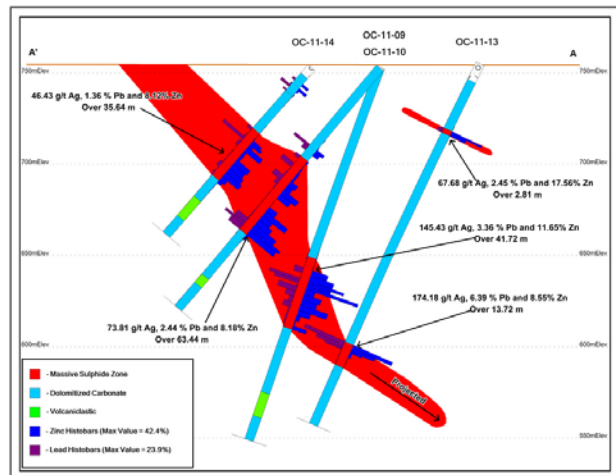 A'
OC-11-14
OC-11-09
OC-11-10
OC-11-13
A
750mElev
750mElev
46.43 g/t Ag, 1.36 % Pb and 8.12% Zn
Over 35.64 m
700mElev
700mElev
67.68 g/t Ag, 2.45 % Pb and 17.56% Zn
Over 2.81 m
145.43 g/t Ag, 3.36 % Pb and 11.65% Zn
Over 41.72 m
650mElev
650mElev
174.18 g/t Ag, 6.39 % Pb and 8.55% Zn
Over 13.72 m
73.81 g/t Ag, 2.44 % Pb and 8.18% Zn
Over 63.44 m
600mElev
600mElev
Projected
- Massive Sulphide Zone
- Dolomitized Carbonate
- Volcaniclastic
- Zinc Histobars (Max Value = 42.4%)
- Lead Histobars (Max Value = 23.9%)
550mElev